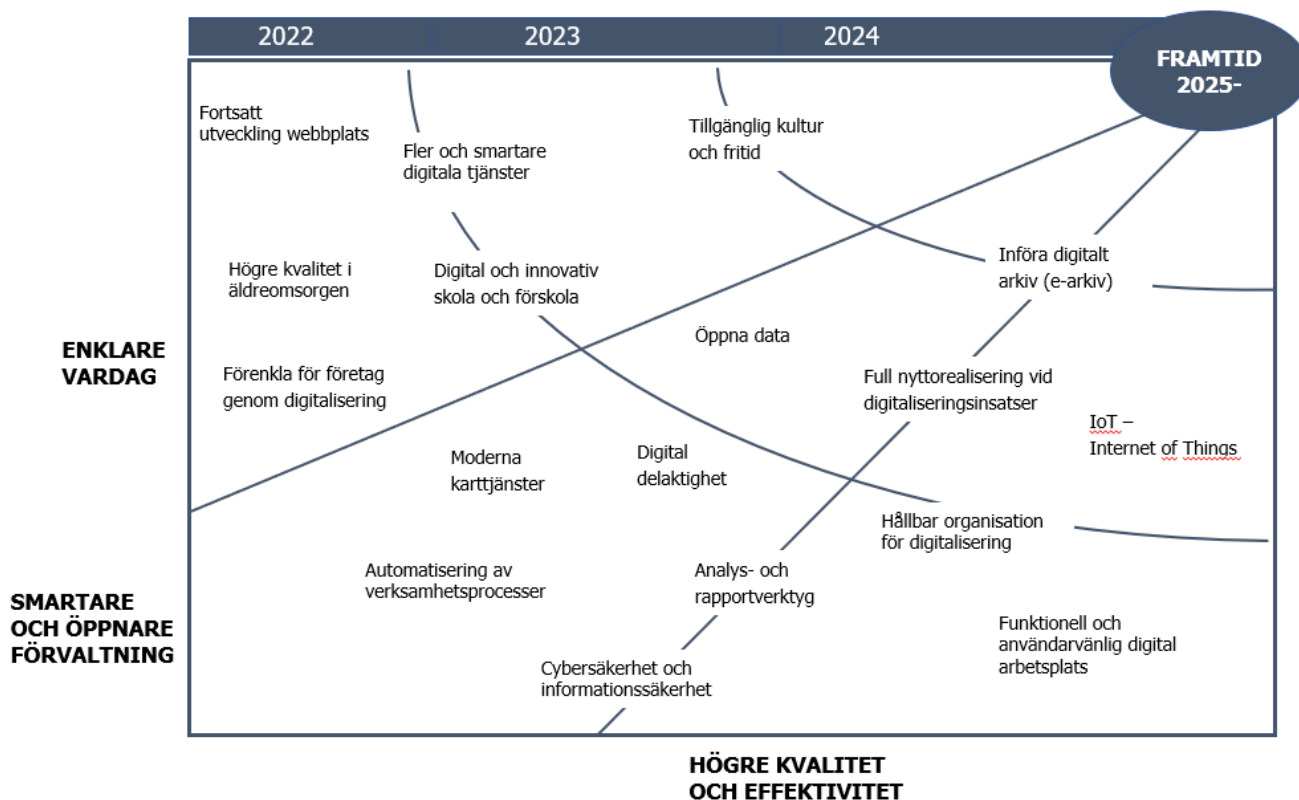 2022
2023
2024
FRAMTID
2025-
Fortsatt
utveckling webbplats
Fler och smartare
digitala tjänster
Tillgänglig kultur
och fritid
Högre kvalitet i
äldreomsorgen
Digital och innovativ
skola och förskola
Införa digitalt
arkiv (e-arkiv)
Öppna data
ENKLARE
VARDAG
Förenkla för företag
genom digitalisering
Full nyttorealisering vid
digitaliseringsinsatser
IoT –
Internet of Things
Moderna
karttjänster
Digital
delaktighet
Hållbar organisation
för digitalisering
Automatisering av
verksamhetsprocesser
Analys- och
rapportverktyg
SMARTARE
OCH ÖPPNARE
FÖRVALTNING
Funktionell och
användarvänlig digital
arbetsplats
Cybersäkerhet och
informationssäkerhet
HÖGRE KVALITET
OCH EFFEKTIVITET